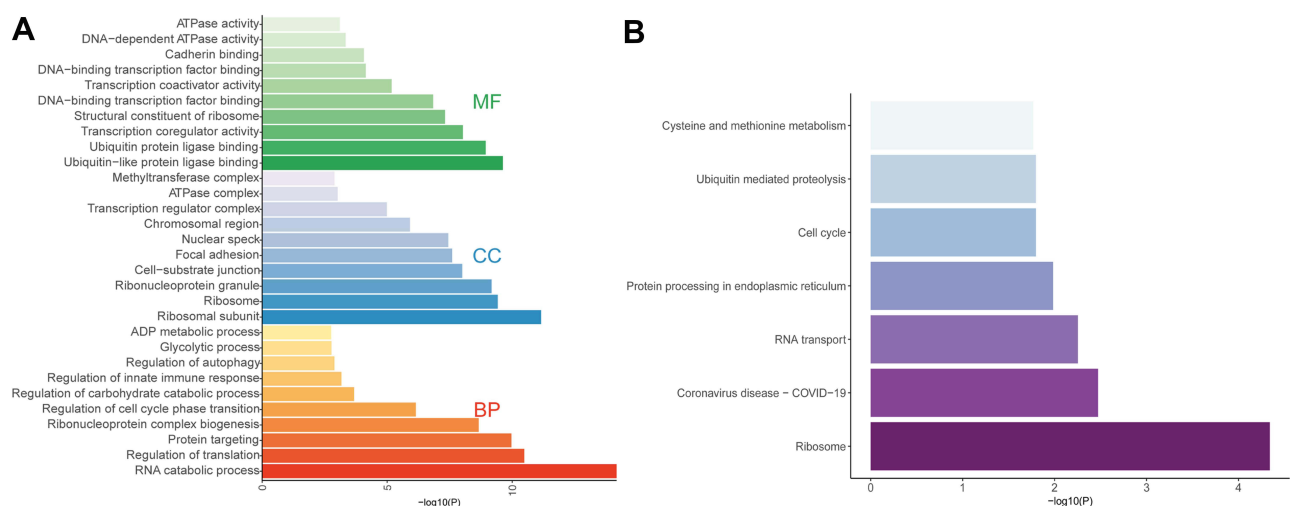 A
ATPase activity
DNA−dependent ATPase activity
Cadherin binding
DNA−binding transcription factor binding
Transcription coactivator activity
DNA−binding transcription factor binding
MF
Structural constituent of ribosome
Transcription coregulator activity
Ubiquitin protein ligase binding
Ubiquitin−like protein ligase binding
Methyltransferase complex
ATPase complex
Transcription regulator complex
Chromosomal region
Nuclear speck
Focal adhesion
CC
Cell−substrate junction
Ribonucleoprotein granule
Ribosome
Ribosomal subunit
ADP metabolic process
Glycolytic process
Regulation of autophagy
Regulation of innate immune response
Regulation of carbohydrate catabolic process
Regulation of cell cycle phase transition
BP
Ribonucleoprotein complex biogenesis
Protein targeting
Regulation of translation
RNA catabolic process
0 5 10
−log10(P)
B
Cysteine and methionine metabolism
Ubiquitin mediated proteolysis
Cell cycle
Protein processing in endoplasmic reticulum
RNA transport
Coronavirus disease − COVID−19
Ribosome
0 1 2 3 4
−log10(P)